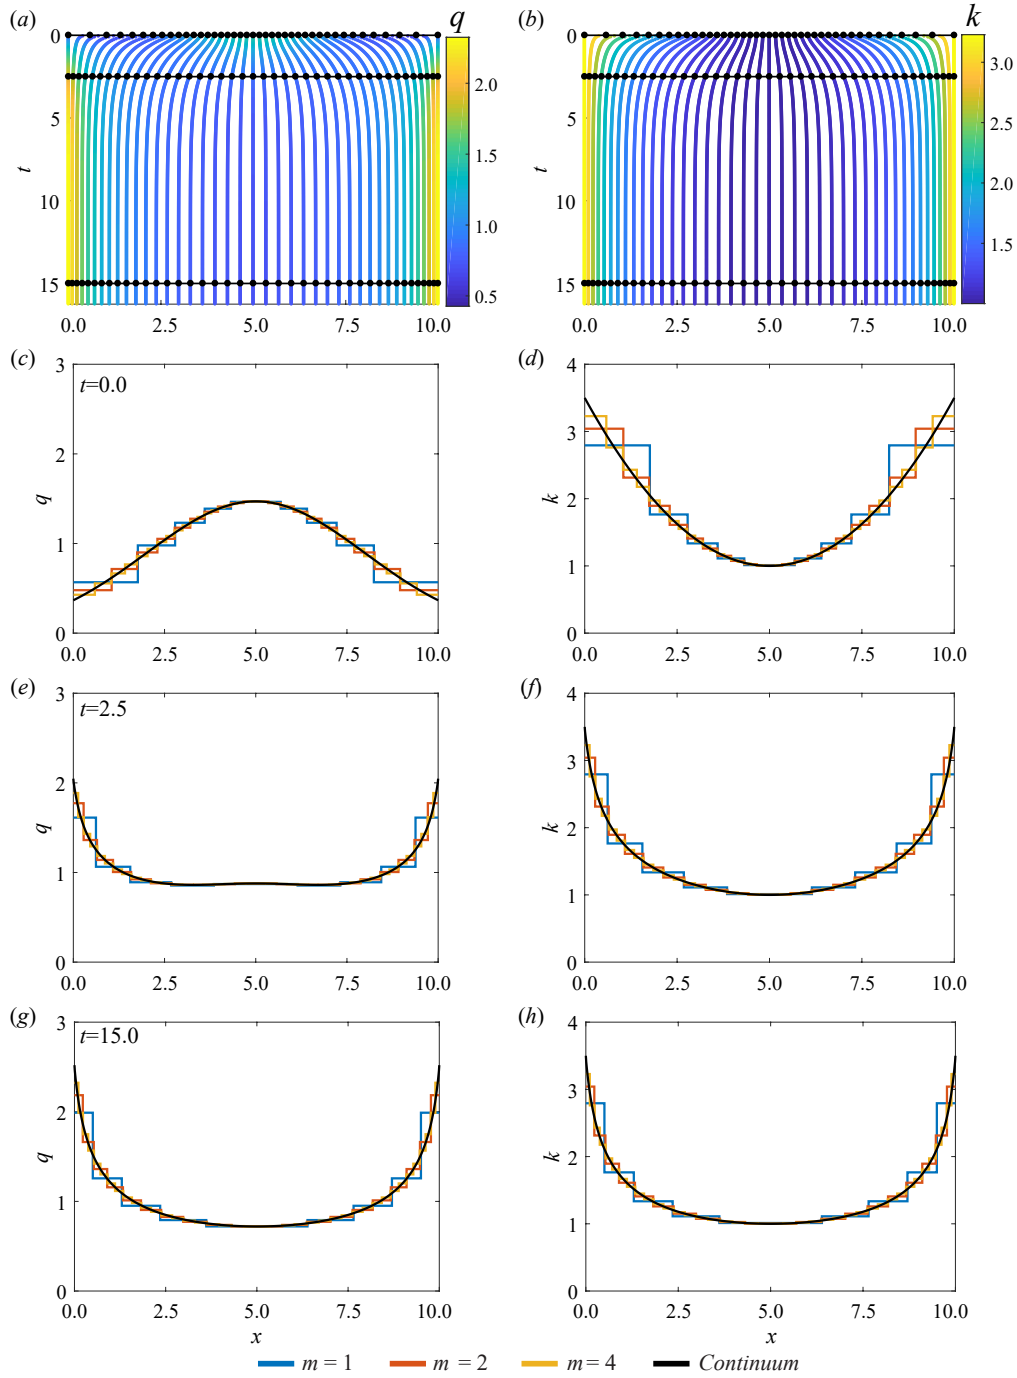 (a) q (b) k
0 5 10 15 t 0.0 2.5 5.0 7.5 10.0 2.0 1.5 1.0 0.5
0 5 10 15 t 0.0 2.5 5.0 7.5 10.0 3.0 2.5 2.0 1.5
(c) t=0.0 3 2 1 0 q 0.0 2.5 5.0 7.5 10.0
(d) 4 3 2 1 0 k 0.0 2.5 5.0 7.5 10.0
(e) t=2.5 3 2 1 0 q 0.0 2.5 5.0 7.5 10.0
(f) 4 3 2 1 0 k 0.0 2.5 5.0 7.5 10.0
(g) t=15.0 3 2 1 0 q 0.0 2.5 5.0 7.5 10.0 x
(h) 4 3 2 1 0 k 0.0 2.5 5.0 7.5 10.0 x
m = 1 m = 2 m = 4 Continuum